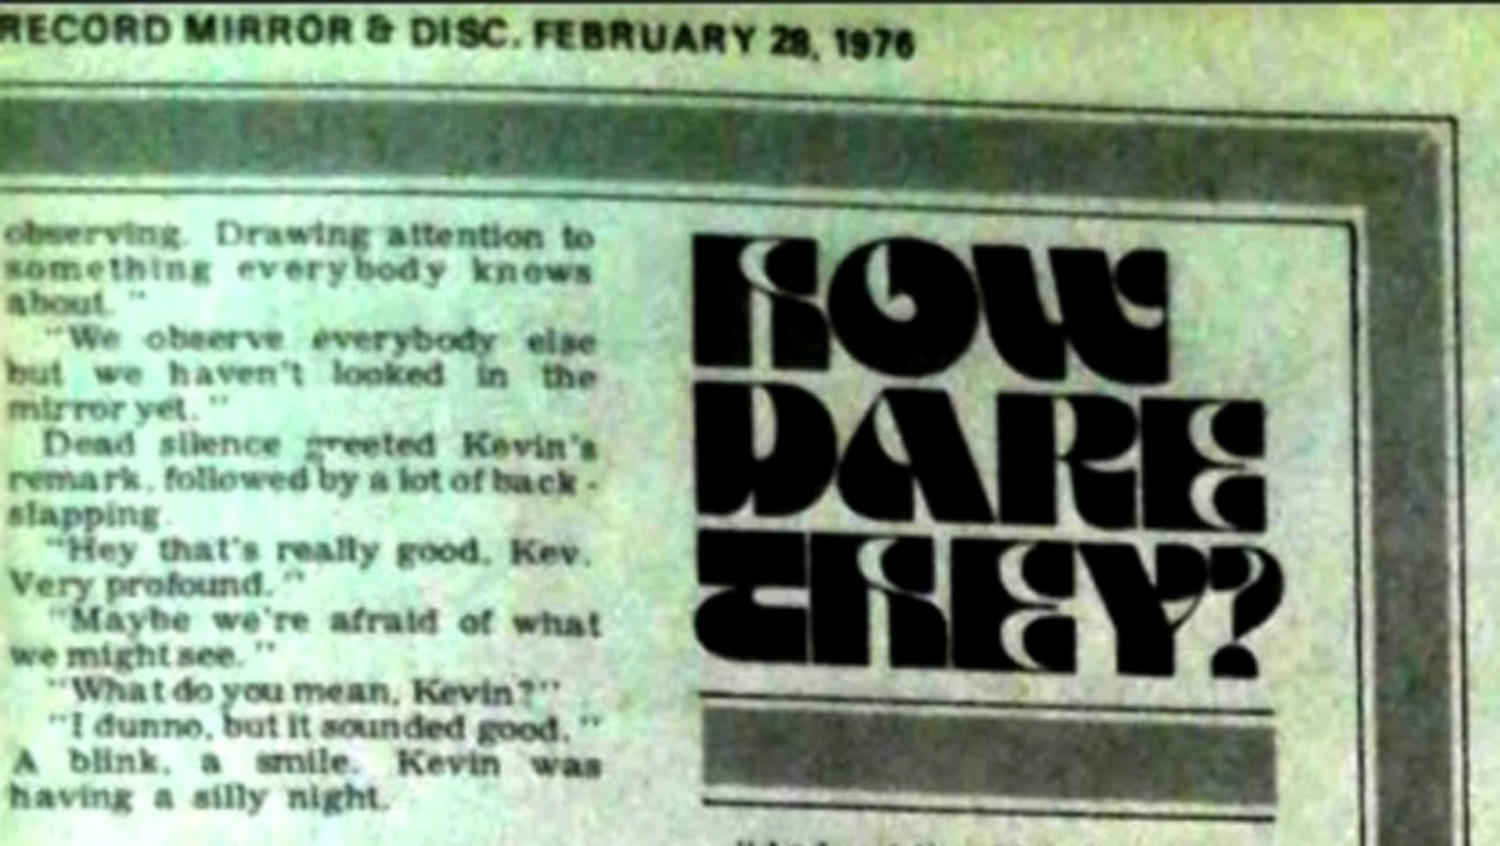 RECORD MIRROR & DISC. FEBRUARY 28, 1976
observing. Drawing attention to
something everybody knows
about."
"We observe everybody else
but we haven't looked in the
mirror yet."
Dead silence greeted Kevin's
remark, followed by a lot of back-
slapping.
"Hey that's really good, Kev.
Very profound."
"Maybe we're afraid of what
we might see."
"What do you mean, Kevin?"
"I dunno, but it sounded good."
A blink, a smile. Kevin was
having a silly night.
HOW
DARE
THEY?